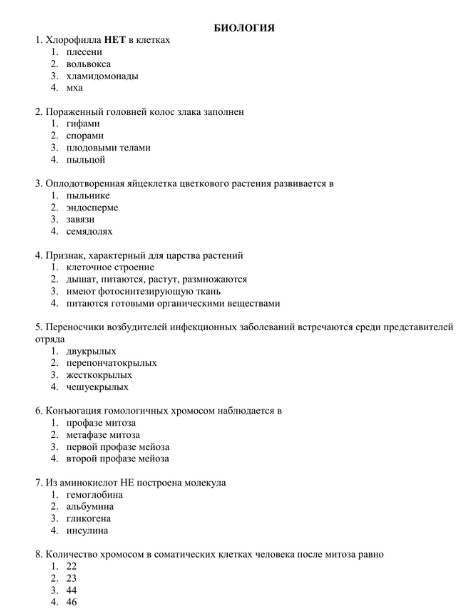 БИОЛОГИЯ
1. Хлорофилла НЕТ в клетках
1. плесени
2. вольвокса
3. хламидомонады
4. мха
2. Пораженный головней колос злака заполнен
1. гифами
2. спорами
3. плодовыми телами
4. пыльцой
3. Оплодотворенная яйцеклетка цветкового растения развивается в
1. пыльнике
2. эндосперме
3. завязи
4. семядолях
4. Признак, характерный для царства растений
1. клеточное строение
2. дышат, питаются, растут, размножаются
3. имеют фотосинтезирующую ткань
4. питаются готовыми органическими веществами
5. Переносчики возбудителей инфекционных заболеваний встречаются среди представителей
отряда
1. двукрылых
2. перепончатокрылых
3. жесткокрылых
4. чешуекрылых
6. Конъюгация гомологичных хромосом наблюдается в
1. профазе митоза
2. метафазе митоза
3. первой профазе мейоза
4. второй профазе мейоза
7. Из аминокислот НЕ построена молекула
1. гемоглобина
2. альбумина
3. гликогена
4. инсулина
8. Количество хромосом в соматических клетках человека после митоза равно
1. 22
2. 23
3. 44
4. 46